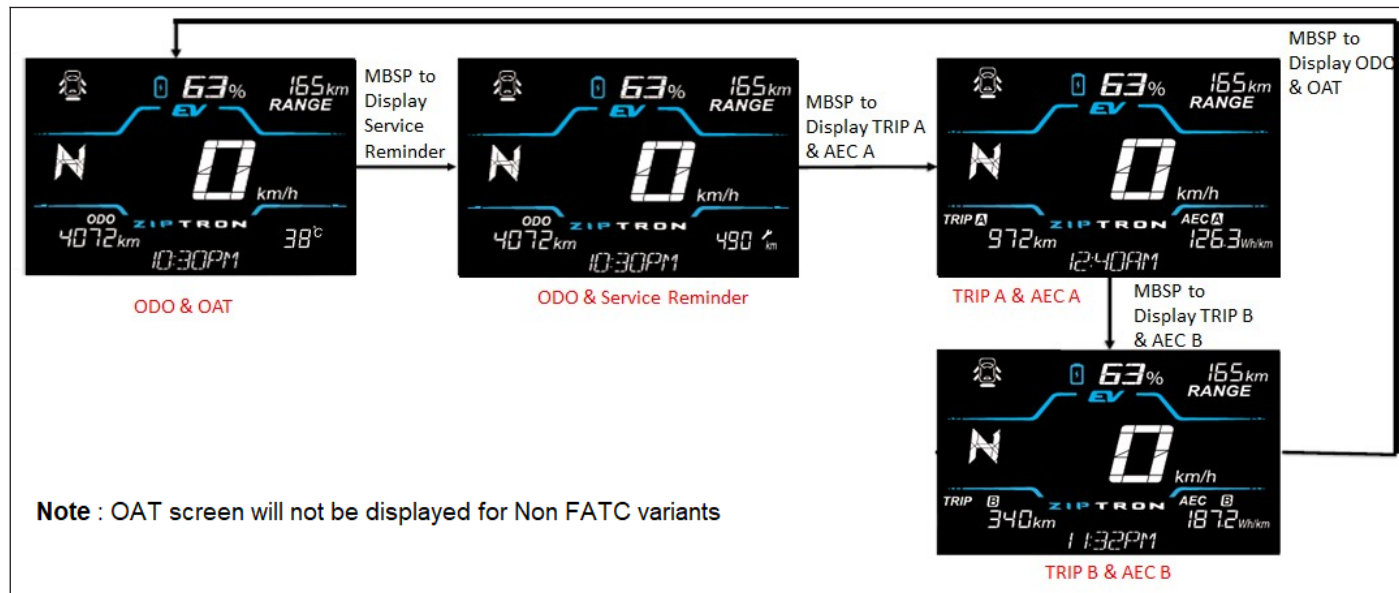 63% 165km
RANGE
EV
N 0
km/h
ODO ZIPTRON
4072km 38°C
10:30PM
ODO & OAT
MBSP to
Display
Service
Reminder
63% 165km
RANGE
EV
N 0
km/h
ODO ZIPTRON
4072km 490 km
10:30PM
ODO & Service Reminder
MBSP to
Display TRIP A
& AEC A
63% 165km
RANGE
EV
N 0
km/h
TRIP A ZIPTRON AEC A
972km 126.3Wh/km
12:40AM
TRIP A & AEC A
MBSP to
Display TRIP B
& AEC B
63% 165km
RANGE
EV
N 0
km/h
TRIP B ZIPTRON AEC B
340km 187.2Wh/km
11:32PM
TRIP B & AEC B
MBSP to
Display ODO
& OAT
Note : OAT screen will not be displayed for Non FATC variants